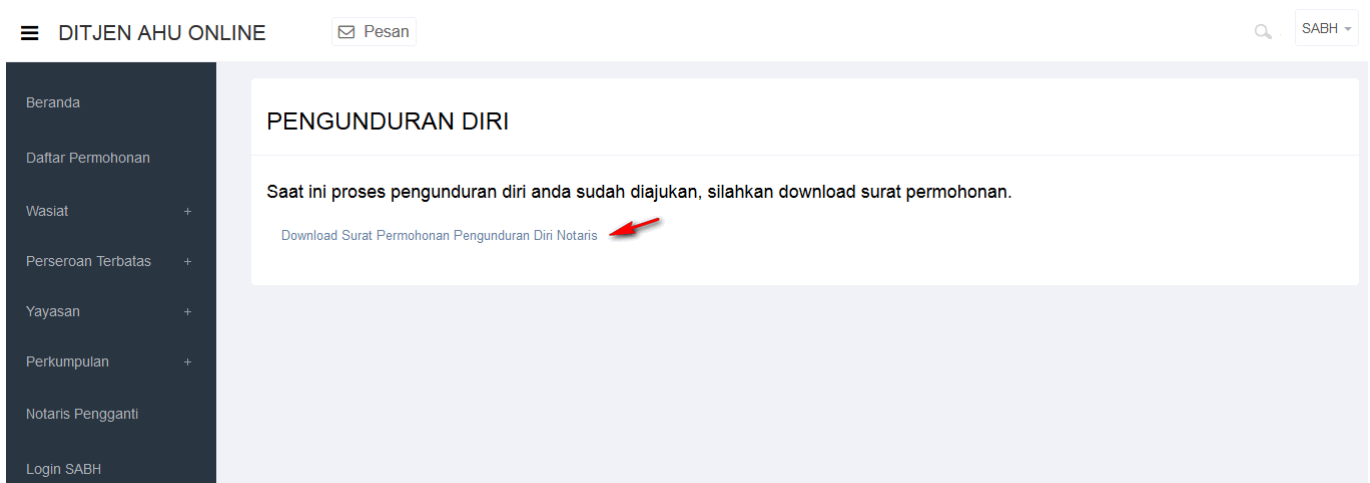 DITJEN AHU ONLINE
Pesan
SABH
Beranda
Daftar Permohonan
Wasiat +
Perseroan Terbatas +
Yayasan +
Perkumpulan +
Notaris Pengganti
Login SABH
PENGUNDURAN DIRI
Saat ini proses pengunduran diri anda sudah diajukan, silahkan download surat permohonan.
Download Surat Permohonan Pengunduran Diri Notaris